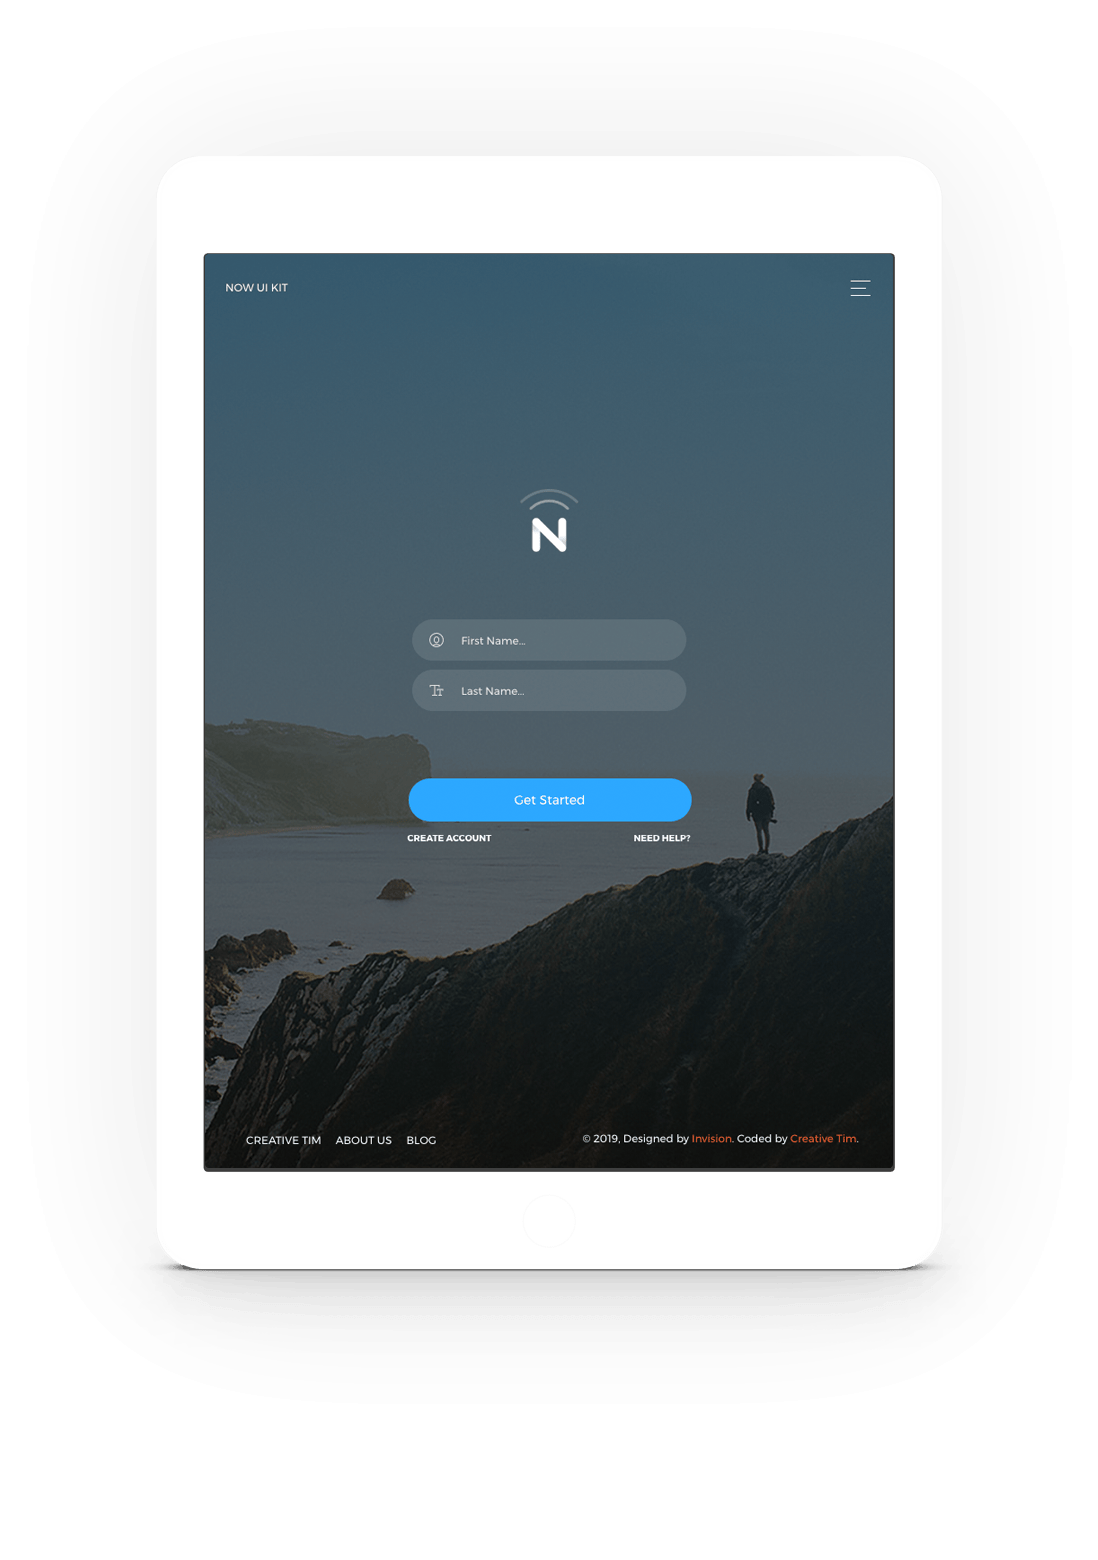 NOW UI KIT
N
First Name...
Last Name...
Get Started
CREATE ACCOUNT NEED HELP?
CREATIVE TIM ABOUT US BLOG © 2019, Designed by Invision. Coded by Creative Tim.